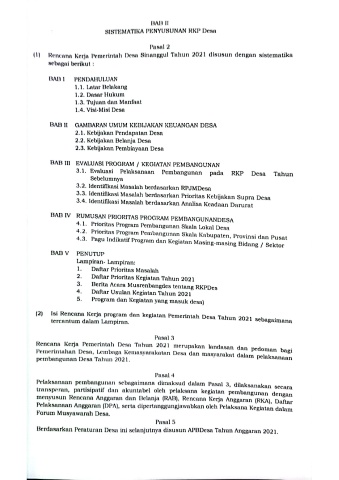 BAB II
SISTEMATIKA PENYUSUNAN RKP Desa
Pasal 2
(1) Rencana Kerja Pemerintah Desa Sinanggul Tahun 2021 disusun dengan sistematika
sebagai berikut :
BAB I PENDAHULUAN
1.1. Latar Belakang
1.2. Dasar Hukum
1.3. Tujuan dan Manfaat
1.4. Visi-Misi Desa
BAB II GAMBARAN UMUM KEBIJAKAN KEUANGAN DESA
2.1. Kebijakan Pendapatan Desa
2.2. Kebijakan Belanja Desa
2.3. Kebijakan Pembiayaan Desa
BAB III EVALUASI PROGRAM / KEGIATAN PEMBANGUNAN
3.1. Evaluasi Pelaksanaan Pembangunan pada RKP Desa Tahun
Sebelumnya
3.2. Identifikasi Masalah berdasarkan RPJMDesa
3.3. Identifikasi Masalah berdasarkan Prioritas Kebijakan Supra Desa
3.4. Identifikasi Masalah berdasarkan Analisa Keadaan Darurat
BAB IV RUMUSAN PRIORITAS PROGRAM PEMBANGUNANDESA
4.1. Prioritas Program Pembangunan Skala Lokal Desa
4.2. Prioritas Program Pembangunan Skala Kabupaten, Provinsi dan Pusat
4.3. Pagu Indikatif Program dan Kegiatan Masing-masing Bidang / Sektor
BAB V PENUTUP
Lampiran- Lampiran:
1. Daftar Prioritas Masalah
2. Daftar Prioritas Kegiatan Tahun 2021
3. Berita Acara Musrenbangdes tentang RKPDes
4. Daftar Usulan Kegiatan Tahun 2021
5. Program dan Kegiatan yang masuk desa)
(2) Isi Rencana Kerja program dan kegiatan Pemerintah Desa Tahun 2021 sebagaimana
tercantum dalam Lampiran.
Pasal 3
Rencana Kerja Pemerintah Desa Tahun 2021 merupakan landasan dan pedoman bagi
Pemerintahan Desa, Lembaga Kemasyarakatan Desa dan masyarakat dalam pelaksanaan
pembangunan Desa Tahun 2021.
Pasal 4
Pelaksanaan pembangunan sebagaimana dimaksud dalam Pasal 3, dilaksanakan secara
transparan, partisipatif dan akuntabel oleh pelaksana kegiatan pembangunan dengan
menyusun Rencana Anggaran dan Belanja (RAB), Rencana Kerja Anggaran (RKA), Daftar
Pelaksanaan Anggaran (DPA), serta dipertanggungjawabkan oleh Pelaksana Kegiatan dalam
Forum Musyawarah Desa.
Pasal 5
Berdasarkan Peraturan Desa ini selanjutnya disusun APBDesa Tahun Anggaran 2021.